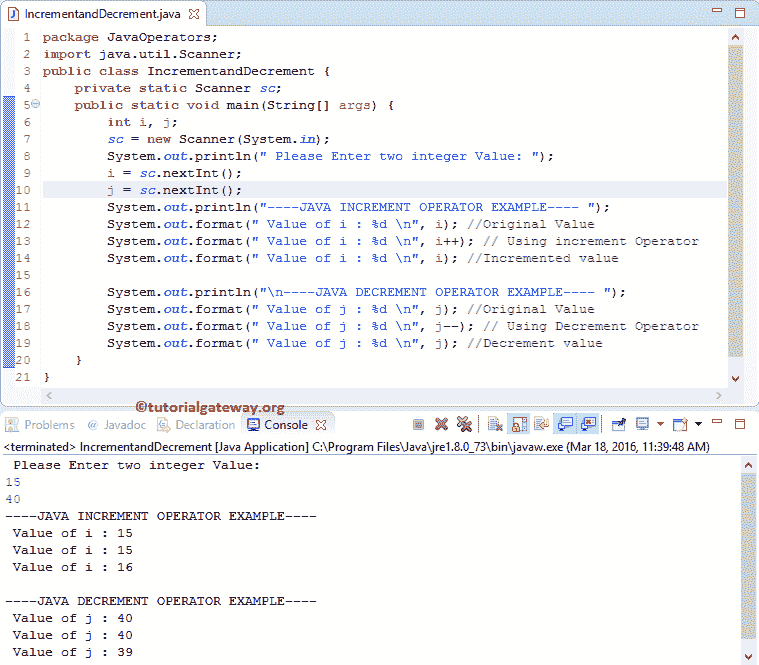 IncrementandDecrement.java
1 package JavaOperators;
2 import java.util.Scanner;
3 public class IncrementandDecrement {
4     private static Scanner sc;
5     public static void main(String[] args) {
6         int i, j;
7         sc = new Scanner(System.in);
8         System.out.println(" Please Enter two integer Value: ");
9         i = sc.nextInt();
10         j = sc.nextInt();
11         System.out.println("----JAVA INCREMENT OPERATOR EXAMPLE---- ");
12         System.out.format(" Value of i : %d \n", i); //Original Value
13         System.out.format(" Value of i : %d \n", i++); // Using increment Operator
14         System.out.format(" Value of i : %d \n", i); //Incremented value
15
16         System.out.println("\n----JAVA DECREMENT OPERATOR EXAMPLE---- ");
17         System.out.format(" Value of j : %d \n", j); //Original Value
18         System.out.format(" Value of j : %d \n", j--); // Using Decrement Operator
19         System.out.format(" Value of j : %d \n", j); //Decrement value
20     }
21 }
©tutorialgateway.org
Problems @ Javadoc Declaration Console
<terminated> IncrementandDecrement [Java Application] C:\Program Files\Java\jre1.8.0_73\bin\javaw.exe (Mar 18, 2016, 11:39:48 AM)
 Please Enter two integer Value: 
15
40
----JAVA INCREMENT OPERATOR EXAMPLE----
 Value of i : 15
 Value of i : 15
 Value of i : 16

----JAVA DECREMENT OPERATOR EXAMPLE----
 Value of j : 40
 Value of j : 40
 Value of j : 39